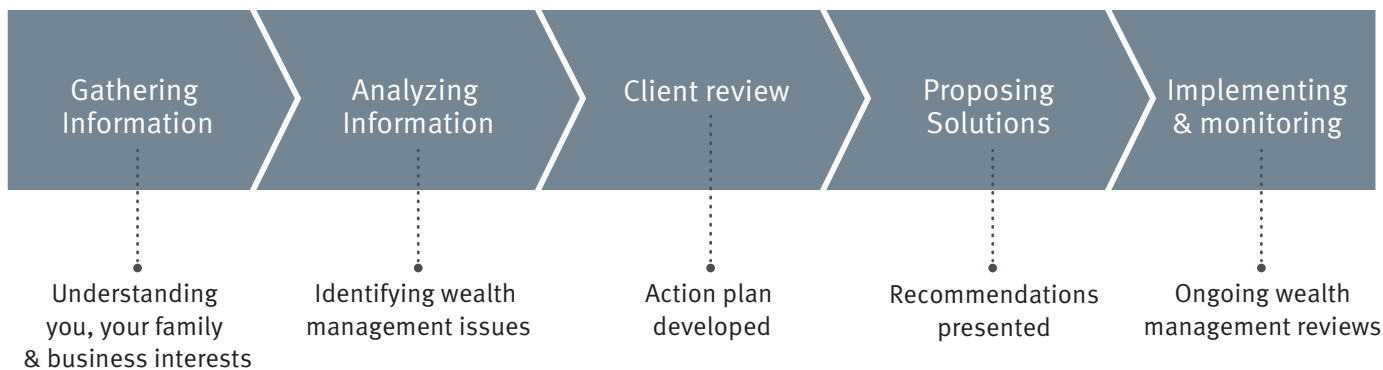 Gathering
Information
Analyzing
Information
Client review
Proposing
Solutions
Implementing
& monitoring
Understanding
you, your family
& business interests
Identifying wealth
management issues
Action plan
developed
Recommendations
presented
Ongoing wealth
management reviews